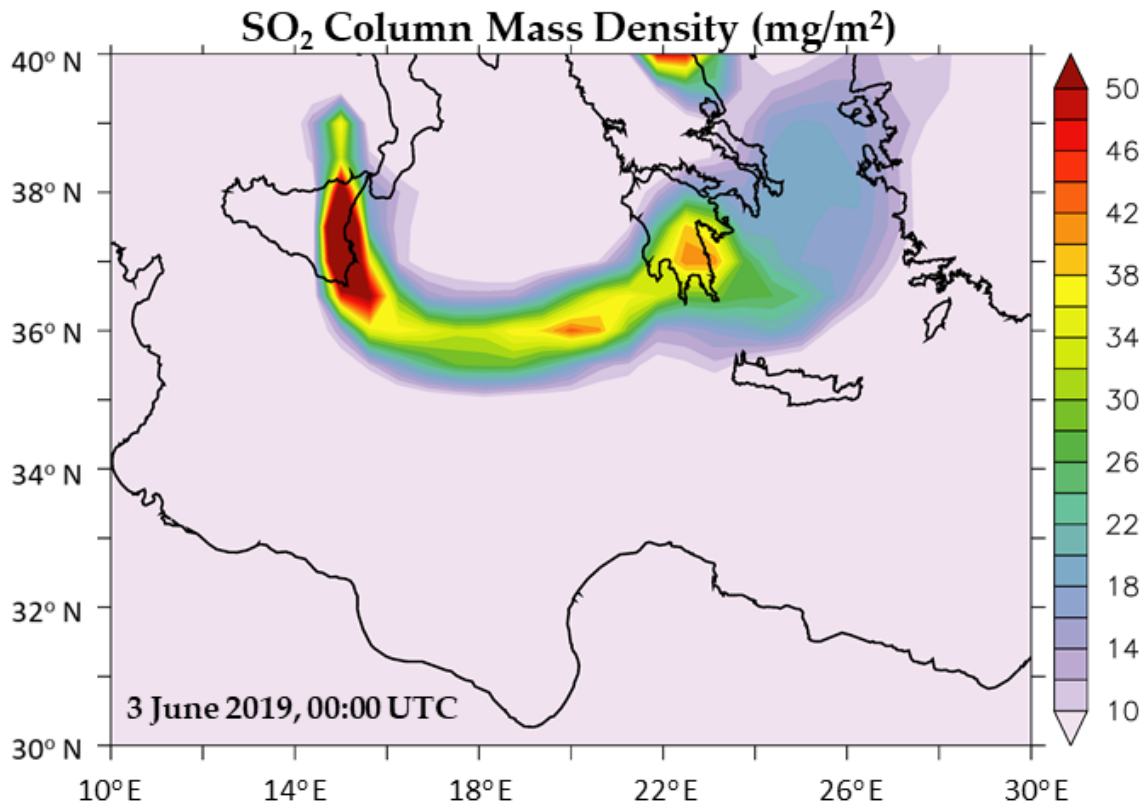 SO₂ Column Mass Density (mg/m²)
40° N
38° N
36° N
34° N
32° N
30° N
3 June 2019, 00:00 UTC
10° E
14° E
18° E
22° E
26° E
30° E
50
46
42
38
34
30
26
22
18
14
10